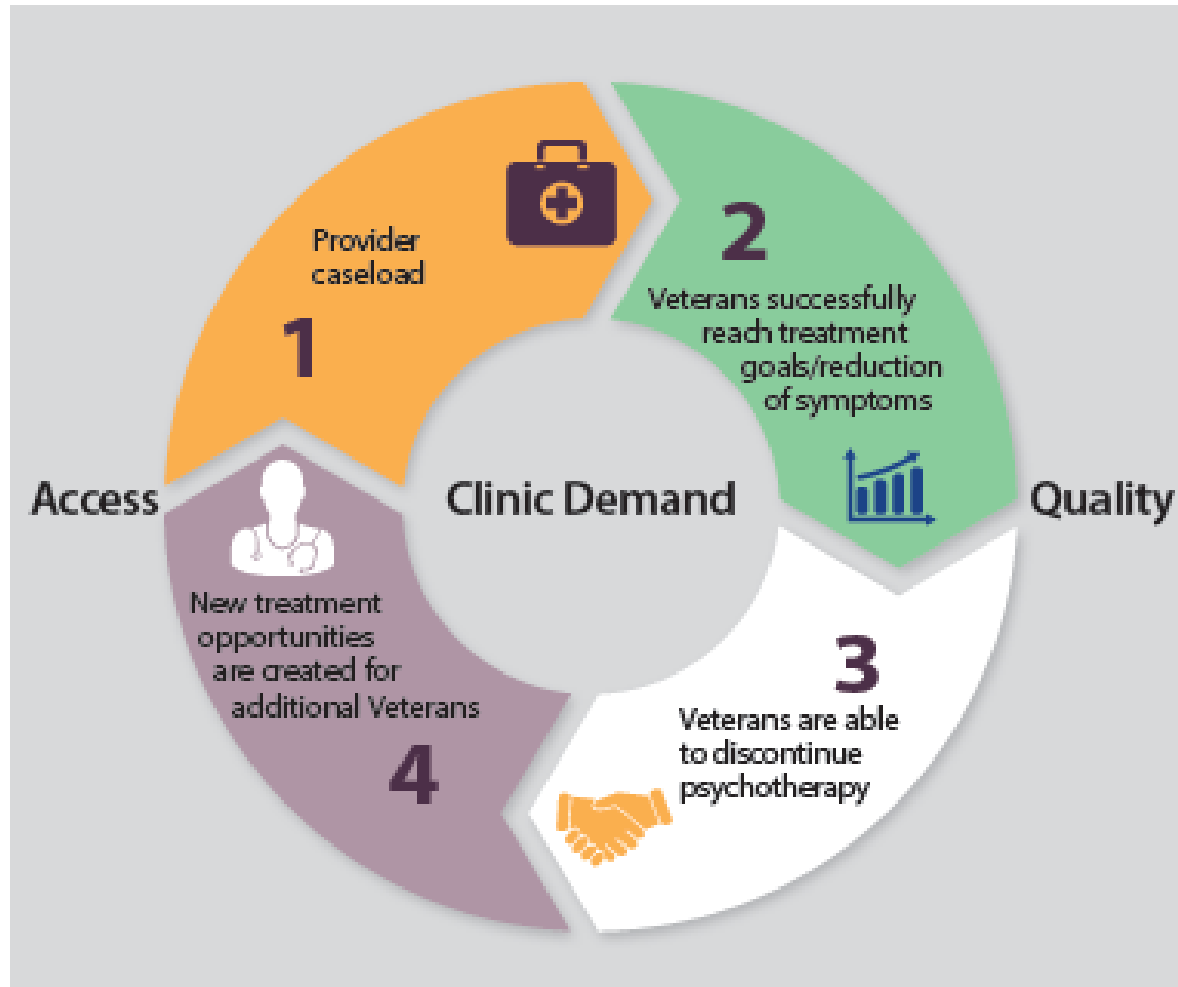 Provider
caseload
1
2
Veterans successfully
reach treatment
goals/reduction
of symptoms
Access
Clinic Demand
Quality
3
Veterans are able
to discontinue
psychotherapy
New treatment
opportunities
are created for
additional Veterans
4